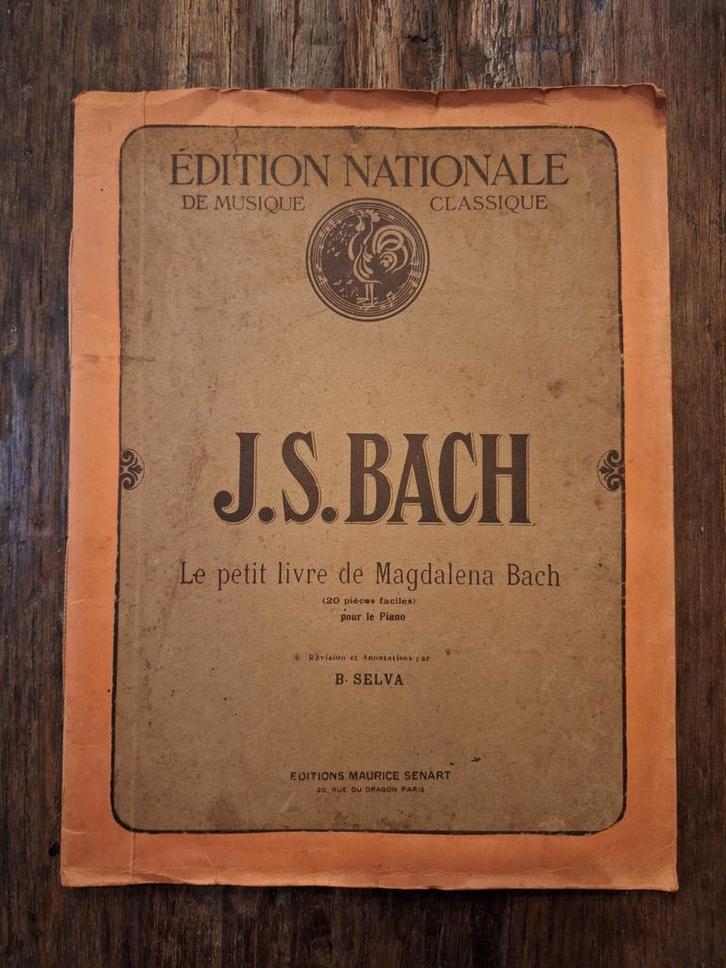 ÉDITION NATIONALE
DE MUSIQUE CLASSIQUE
J.S. BACH
Le petit livre de Magdalena Bach
(20 pièces faciles)
pour le Piano
Révision et Annotations par
B. SELVA
EDITIONS MAURICE SENART
20, RUE DU DRAGON PARIS